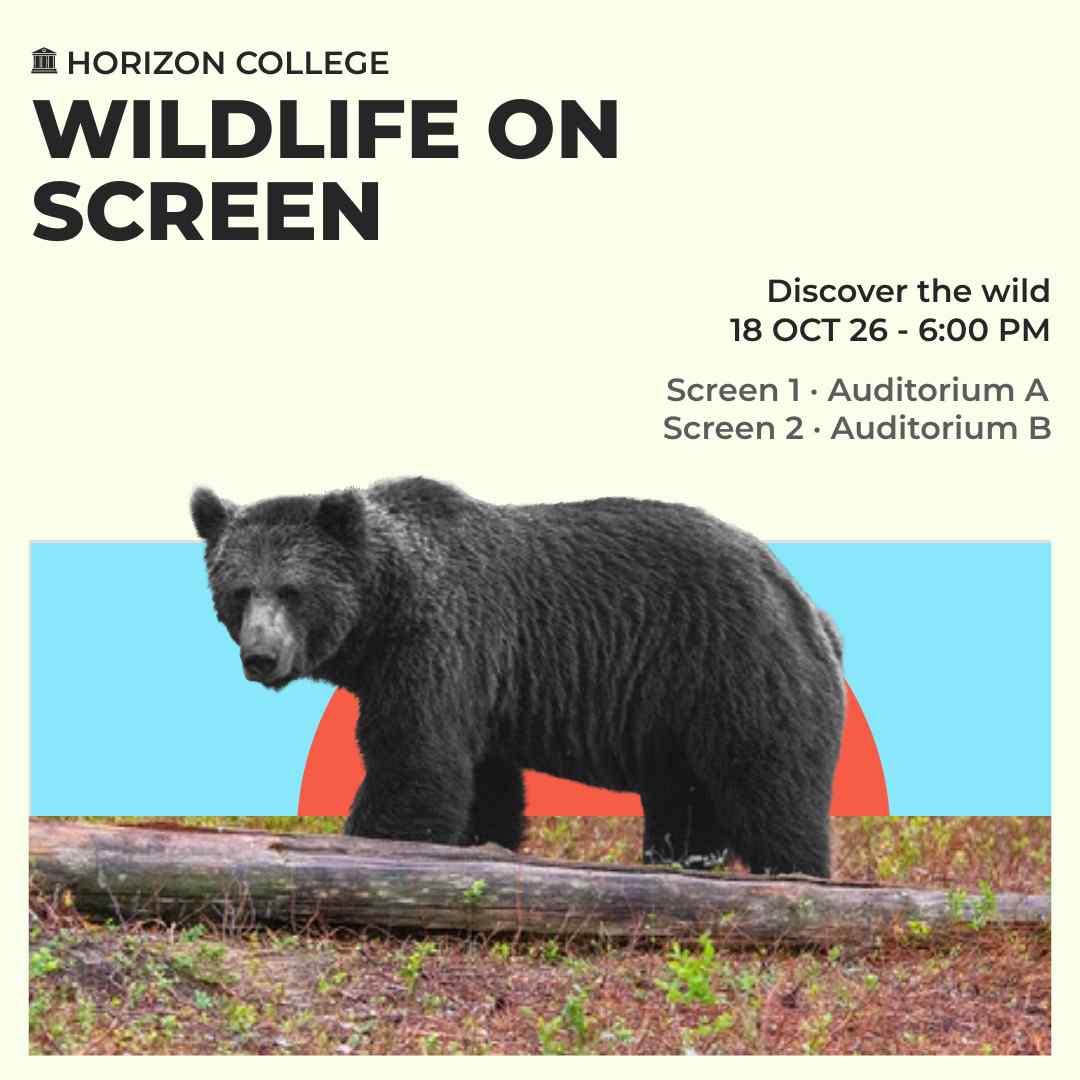 HORIZON COLLEGE
WILDLIFE ON
SCREEN
Discover the wild
18 OCT 26 - 6:00 PM
Screen 1 · Auditorium A
Screen 2 · Auditorium B